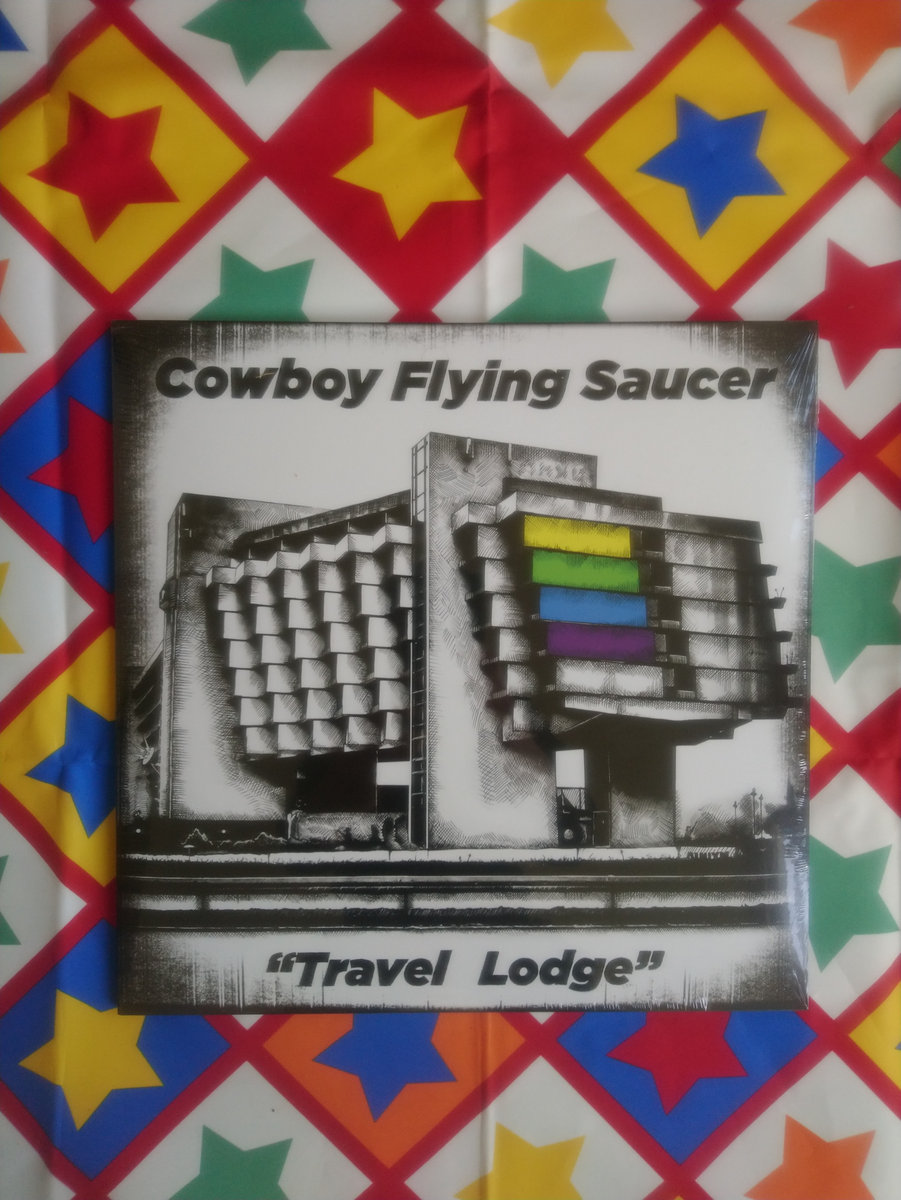 Cowboy Flying Saucer
“Travel Lodge”